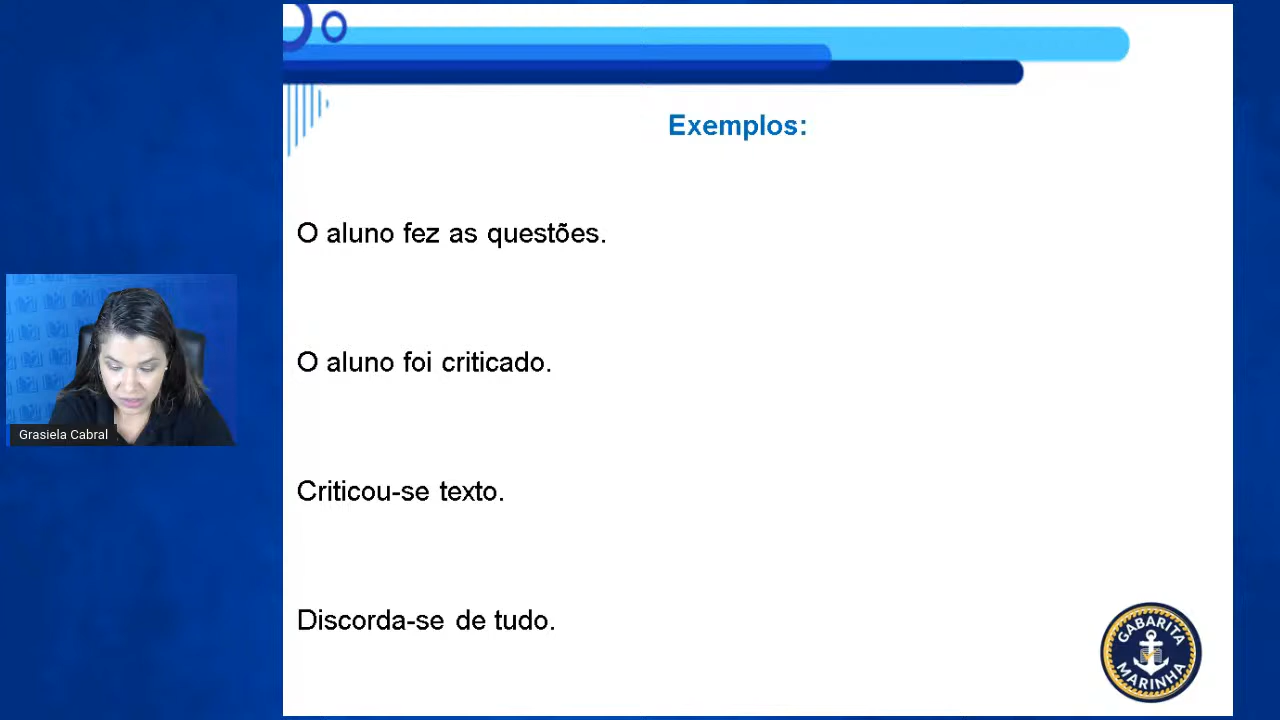 Exemplos:
O aluno fez as questões.
O aluno foi criticado.
Criticou-se texto.
Grasiela Cabral
Discorda-se de tudo.
GABARITA
MARINHA